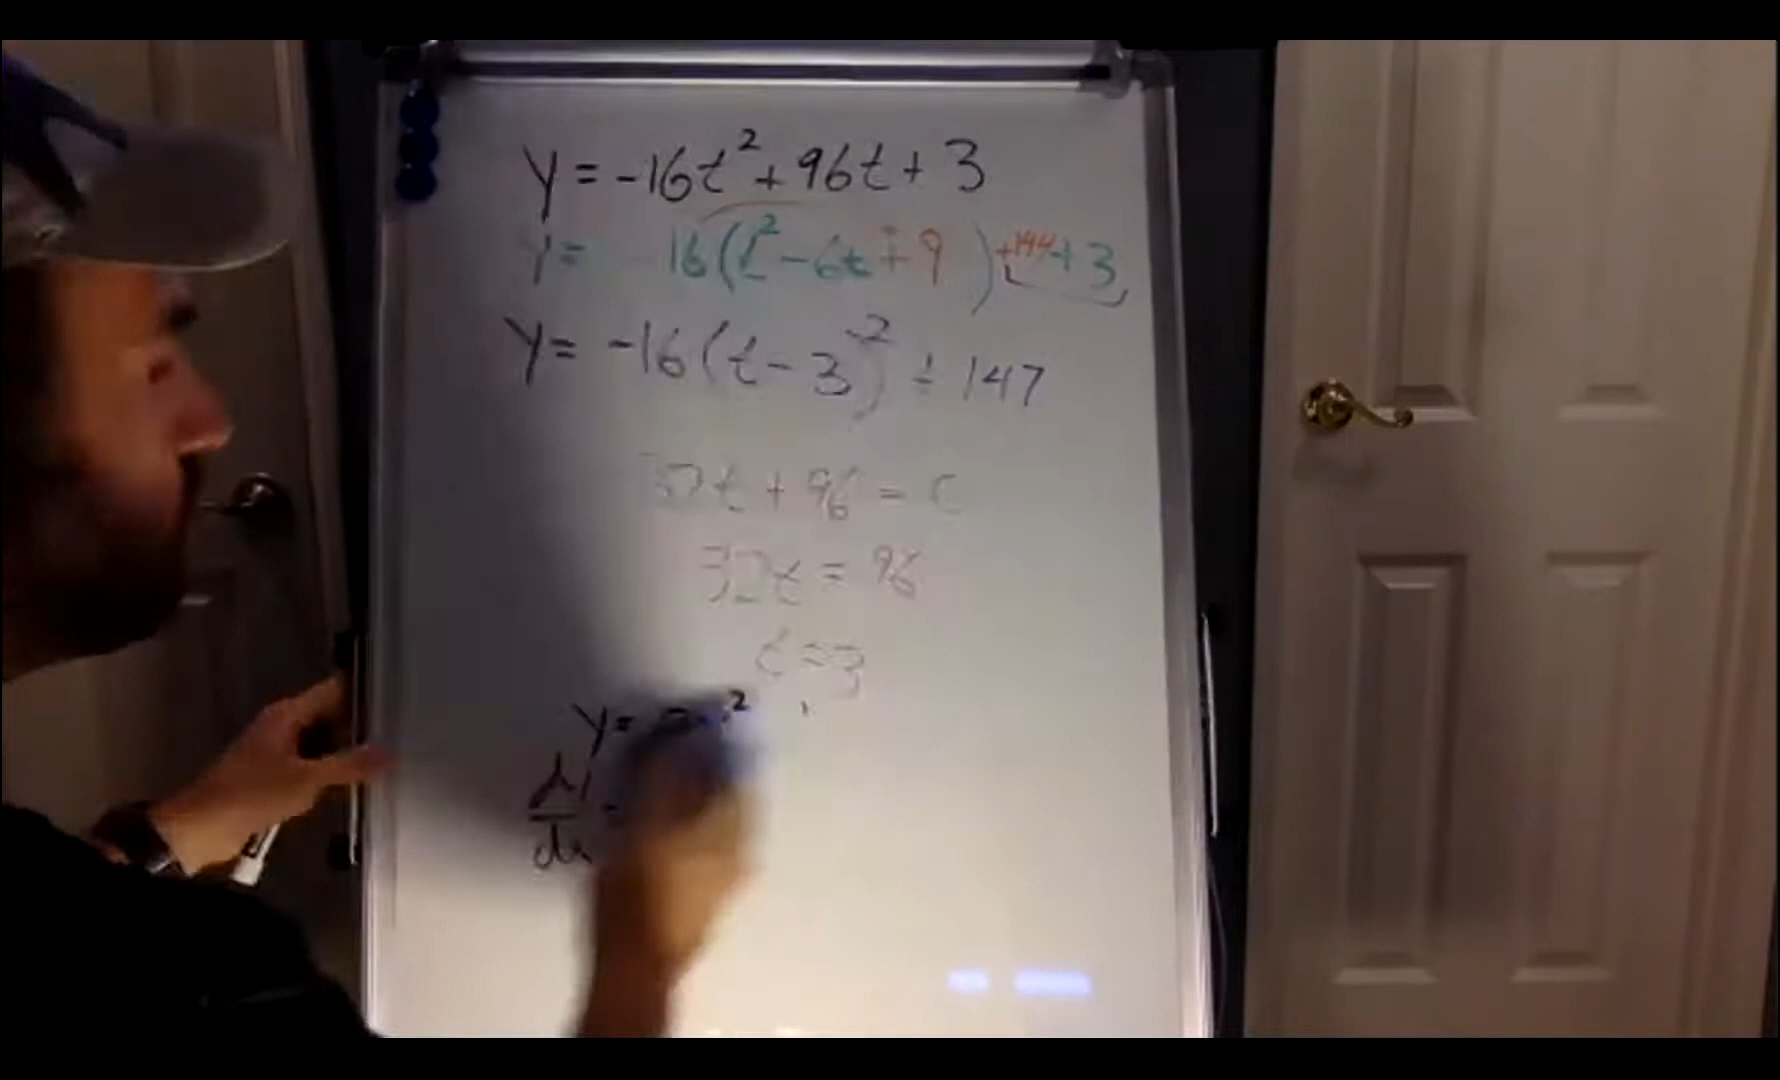 y = -16t² + 96t + 3
y = -16(t² - 6t + 9) + 144 + 3
y = -16(t - 3)² + 147
32t + 96 = 0
32t = 96
t = 3
y =
dy/dx =